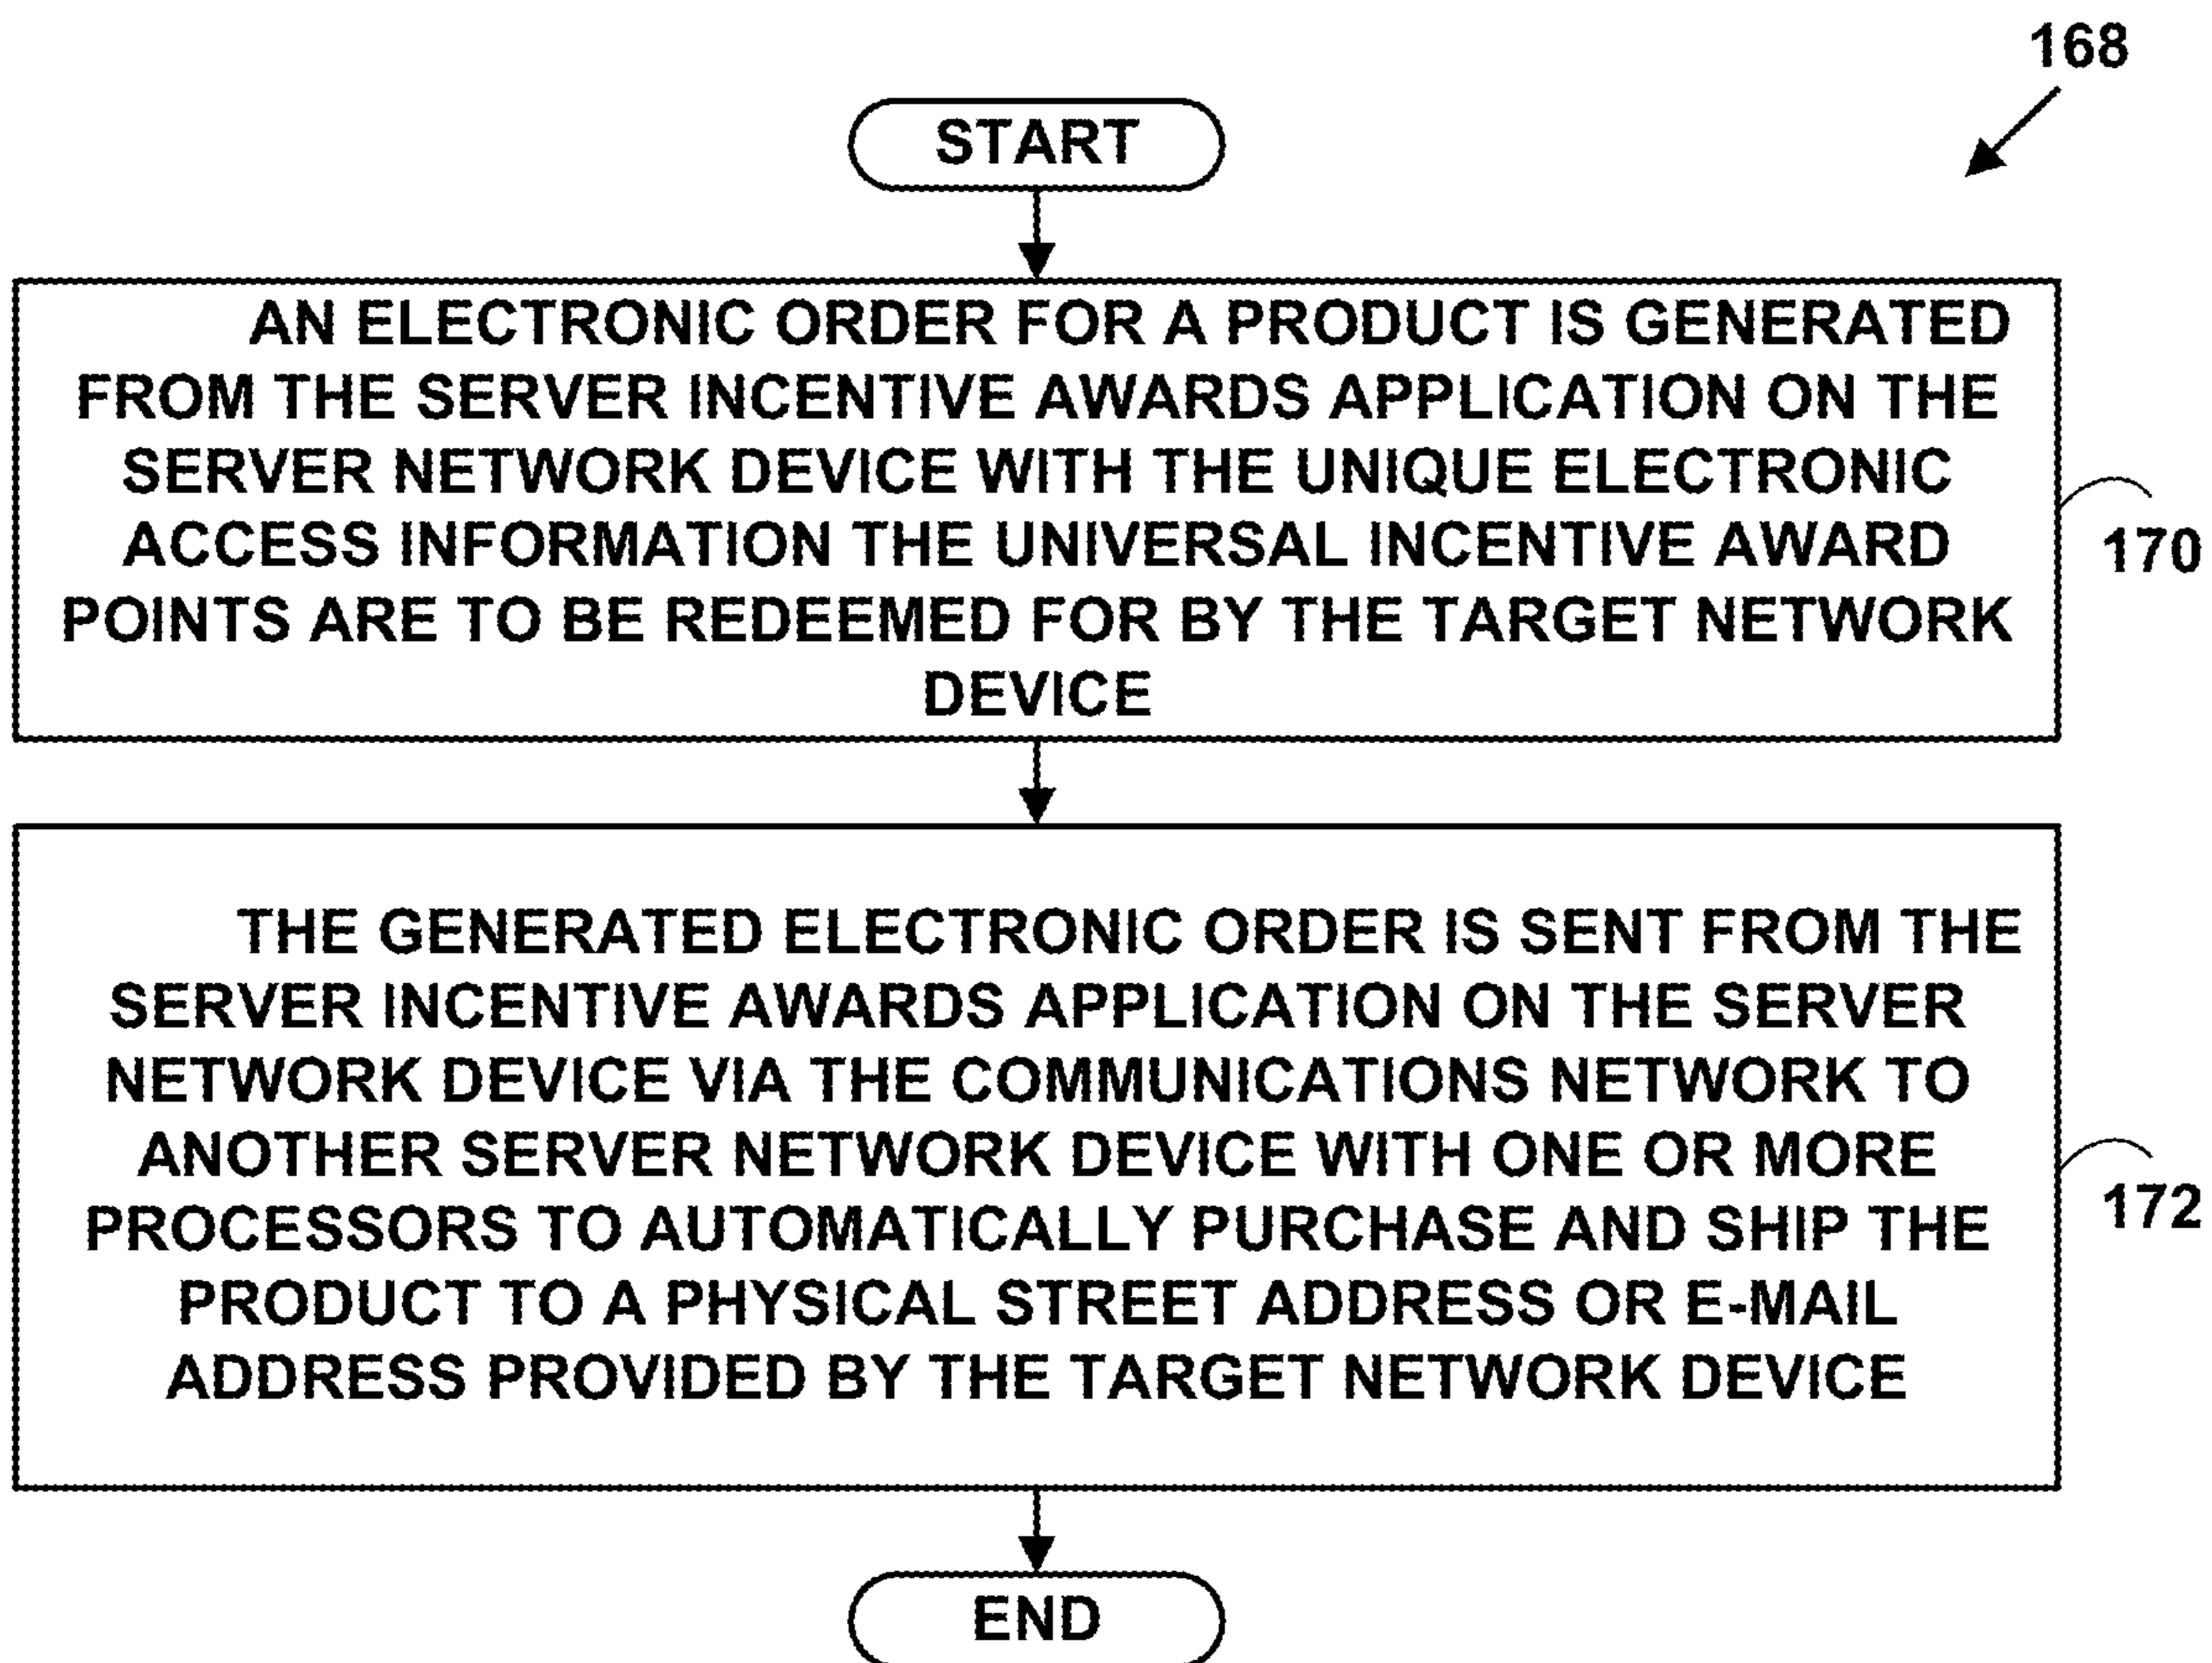 168
START
AN ELECTRONIC ORDER FOR A PRODUCT IS GENERATED
FROM THE SERVER INCENTIVE AWARDS APPLICATION ON THE
SERVER NETWORK DEVICE WITH THE UNIQUE ELECTRONIC
ACCESS INFORMATION THE UNIVERSAL INCENTIVE AWARD
POINTS ARE TO BE REDEEMED FOR BY THE TARGET NETWORK
DEVICE
170
THE GENERATED ELECTRONIC ORDER IS SENT FROM THE
SERVER INCENTIVE AWARDS APPLICATION ON THE SERVER
NETWORK DEVICE VIA THE COMMUNICATIONS NETWORK TO
ANOTHER SERVER NETWORK DEVICE WITH ONE OR MORE
PROCESSORS TO AUTOMATICALLY PURCHASE AND SHIP THE
PRODUCT TO A PHYSICAL STREET ADDRESS OR E-MAIL
ADDRESS PROVIDED BY THE TARGET NETWORK DEVICE
172
END